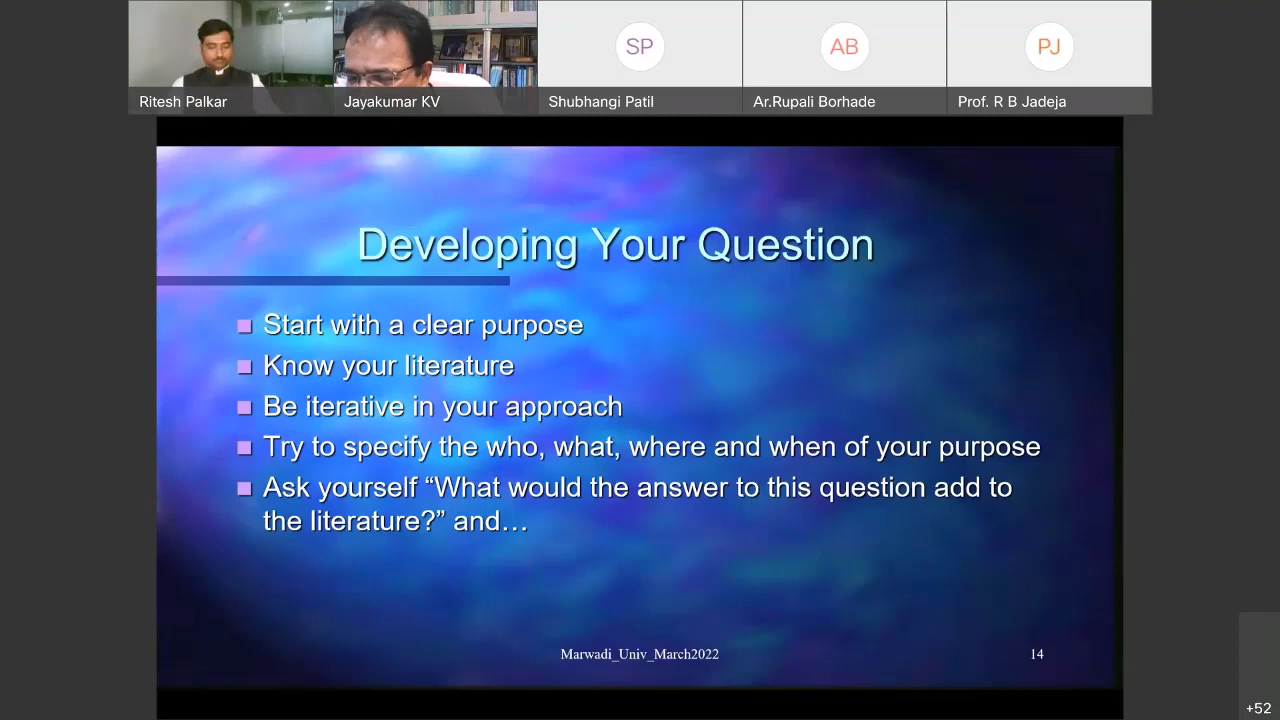 SP
AB
PJ
Ritesh Palkar
Jayakumar KV
Shubhangi Patil
Ar.Rupali Borhade
Prof. R B Jadeja
Developing Your Question
Start with a clear purpose
Know your literature
Be iterative in your approach
Try to specify the who, what, where and when of your purpose
Ask yourself “What would the answer to this question add to
the literature?” and…
Marwadi_Univ_March2022
14
+52